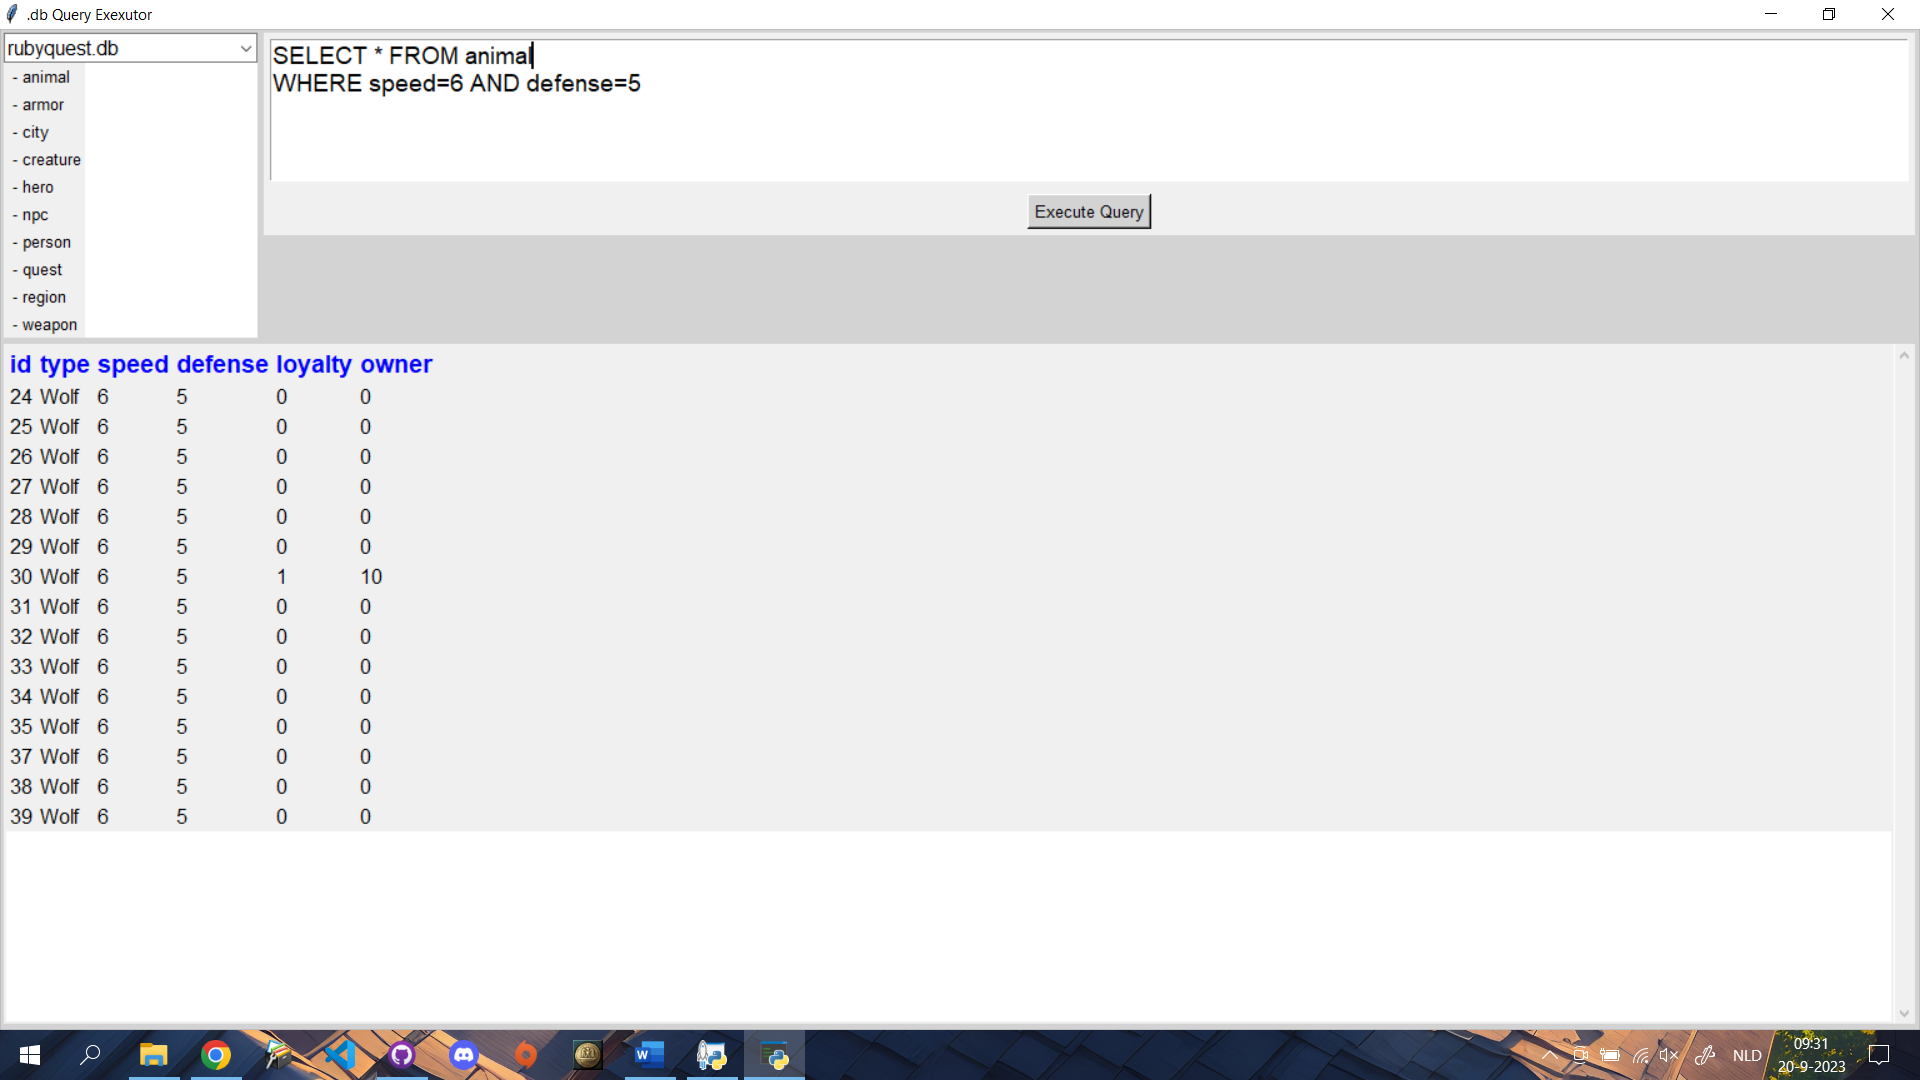 .db Query Exexutor
rubyquest.db
- animal
- armor
- city
- creature
- hero
- npc
- person
- quest
- region
- weapon
SELECT * FROM animal
WHERE speed=6 AND defense=5
Execute Query
id type speed defense loyalty owner
24 Wolf 6 5 0 0
25 Wolf 6 5 0 0
26 Wolf 6 5 0 0
27 Wolf 6 5 0 0
28 Wolf 6 5 0 0
29 Wolf 6 5 0 0
30 Wolf 6 5 1 10
31 Wolf 6 5 0 0
32 Wolf 6 5 0 0
33 Wolf 6 5 0 0
34 Wolf 6 5 0 0
35 Wolf 6 5 0 0
37 Wolf 6 5 0 0
38 Wolf 6 5 0 0
39 Wolf 6 5 0 0
W
NLD
09:31
20-9-2023